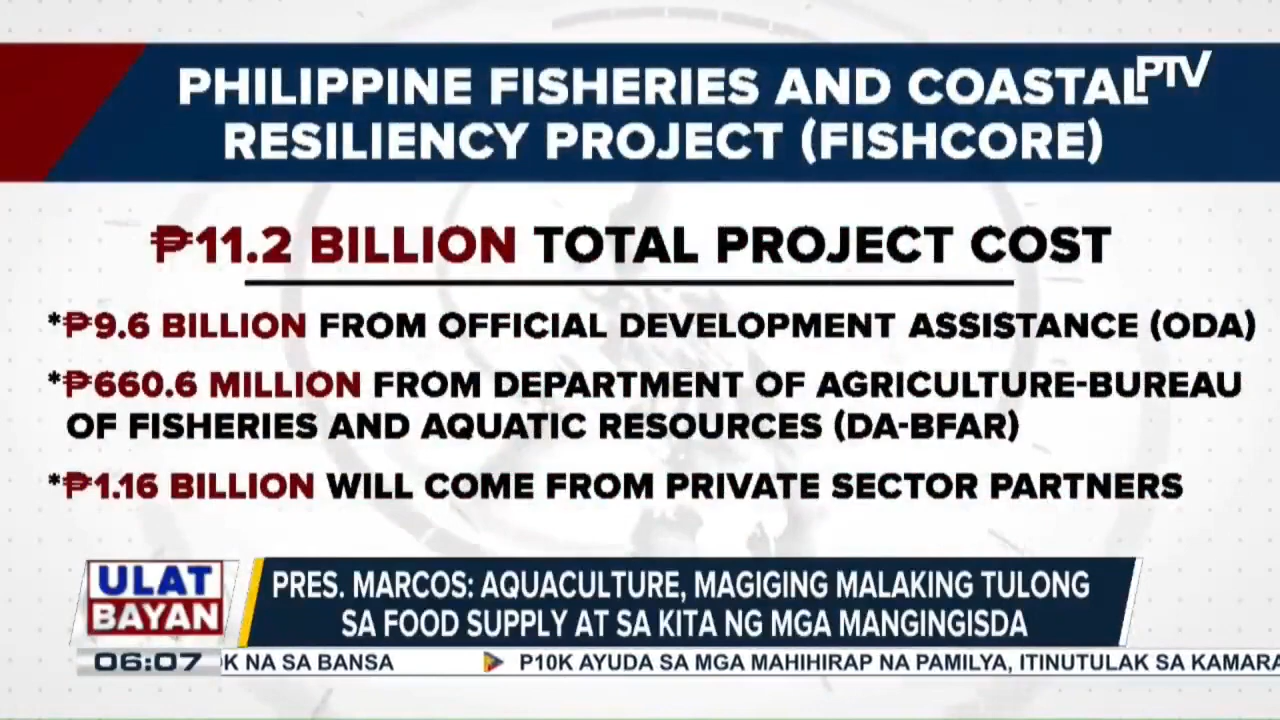 PHILIPPINE FISHERIES AND COASTAL
PTV
RESILIENCY PROJECT (FISHCORE)
₱11.2 BILLION TOTAL PROJECT COST
*₱9.6 BILLION FROM OFFICIAL DEVELOPMENT ASSISTANCE (ODA)
*₱660.6 MILLION FROM DEPARTMENT OF AGRICULTURE-BUREAU
OF FISHERIES AND AQUATIC RESOURCES (DA-BFAR)
*₱1.16 BILLION WILL COME FROM PRIVATE SECTOR PARTNERS
ULAT
BAYAN
PRES. MARCOS: AQUACULTURE, MAGIGING MALAKING TULONG
SA FOOD SUPPLY AT SA KITA NG MGA MANGINGISDA
06:07
K NA SA BANSA
P10K AYUDA SA MGA MAHIHIRAP NA PAMILYA, ITINUTULAK SA KAMARA